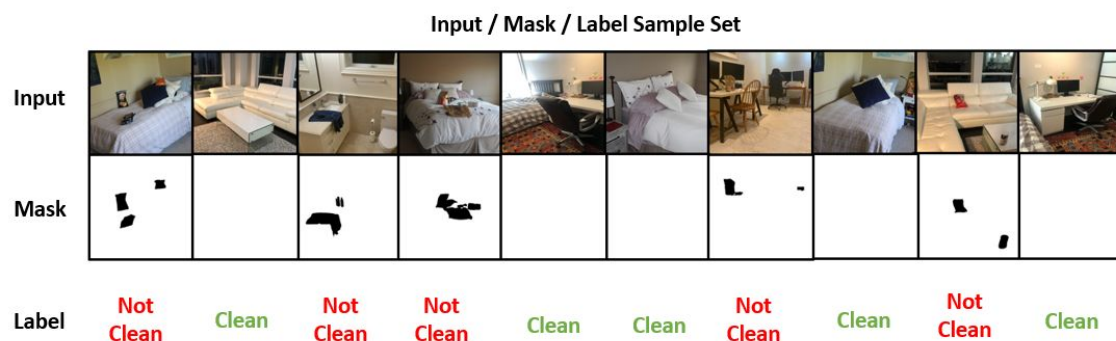 Input / Mask / Label Sample Set
Input
Mask
Label
Not Clean
Clean
Not Clean
Not Clean
Clean
Clean
Not Clean
Clean
Not Clean
Clean